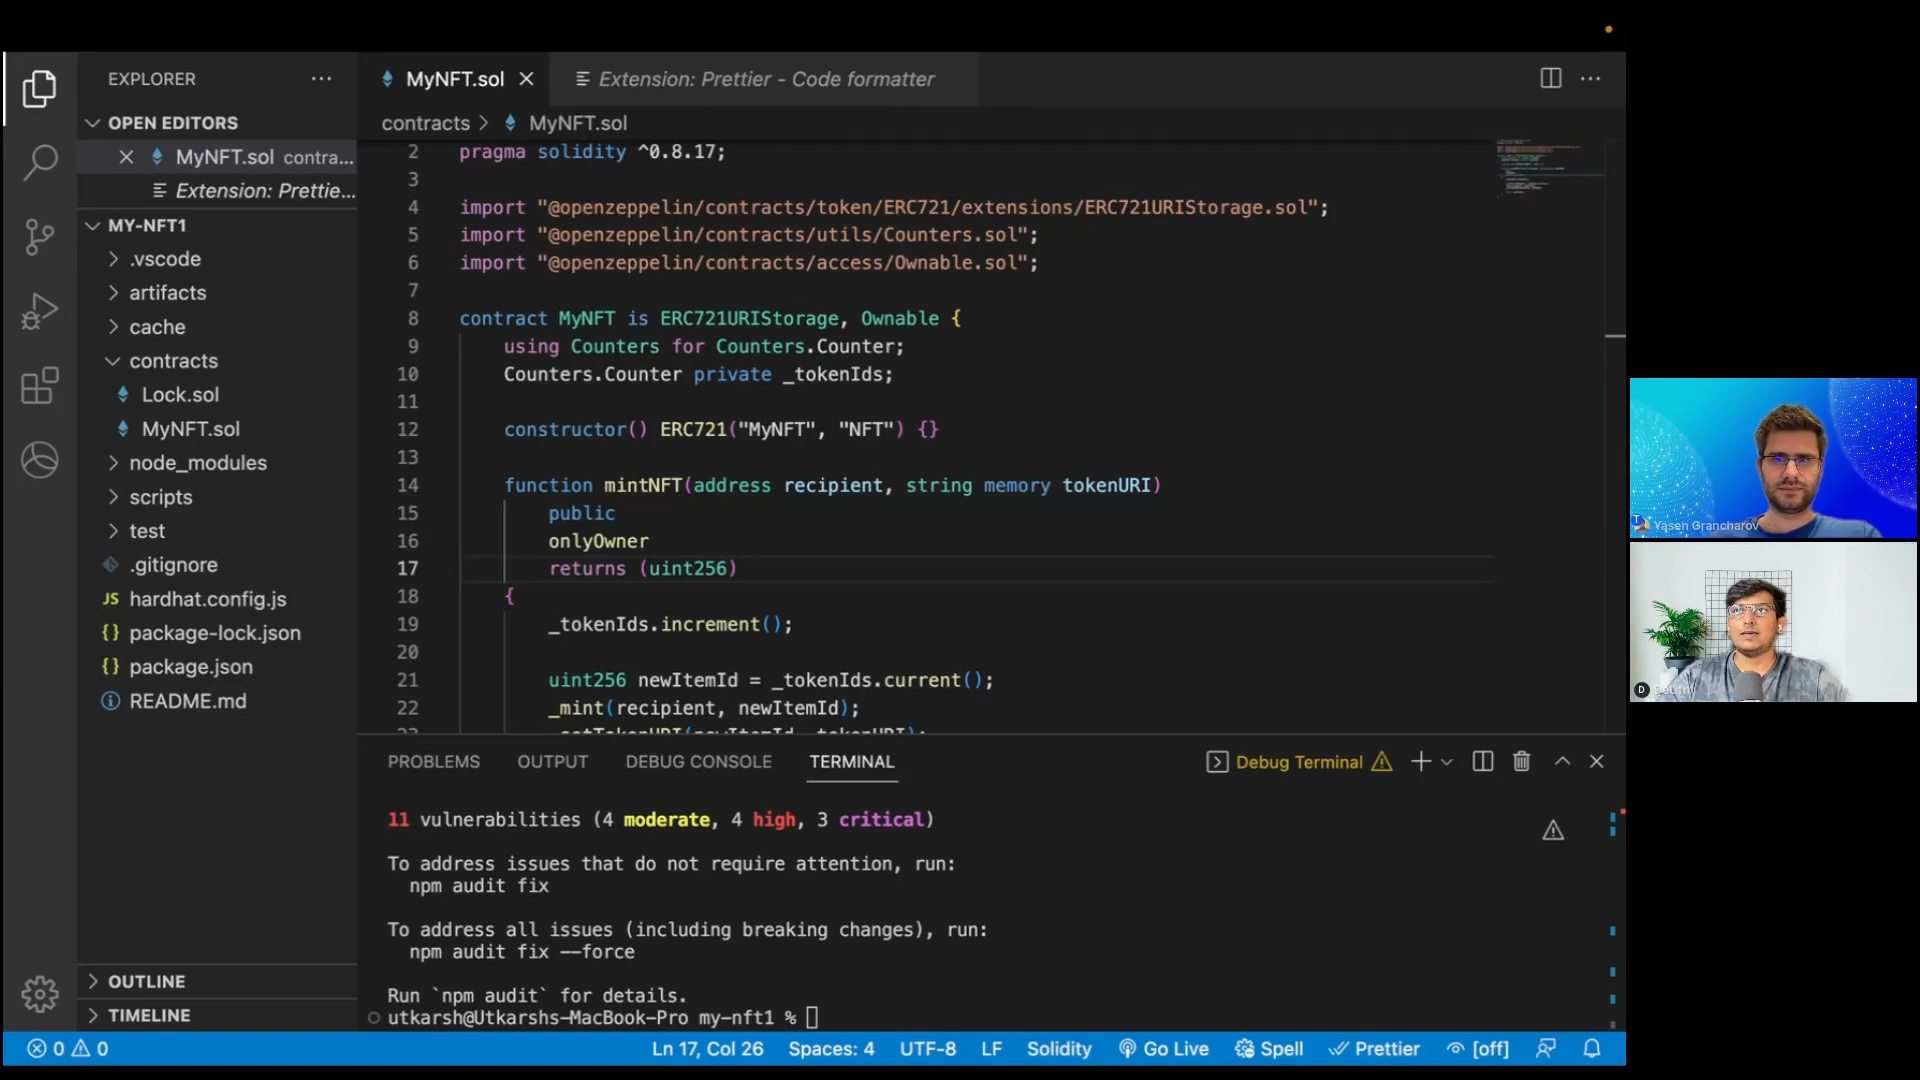 EXPLORER
MyNFT.sol
Extension: Prettier - Code formatter
OPEN EDITORS
MyNFT.sol contra...
Extension: Prettie...
MY-NFT1
.vscode
artifacts
cache
contracts
Lock.sol
MyNFT.sol
node_modules
scripts
test
.gitignore
JS hardhat.config.js
{} package-lock.json
{} package.json
README.md
OUTLINE
TIMELINE
contracts > MyNFT.sol
2 pragma solidity ^0.8.17;
3
4 import "@openzeppelin/contracts/token/ERC721/extensions/ERC721URIStorage.sol";
5 import "@openzeppelin/contracts/utils/Counters.sol";
6 import "@openzeppelin/contracts/access/Ownable.sol";
7
8 contract MyNFT is ERC721URIStorage, Ownable {
9 using Counters for Counters.Counter;
10 Counters.Counter private _tokenIds;
11
12 constructor() ERC721("MyNFT", "NFT") {}
13
14 function mintNFT(address recipient, string memory tokenURI)
15 public
16 onlyOwner
17 returns (uint256)
18 {
19 _tokenIds.increment();
20
21 uint256 newItemId = _tokenIds.current();
22 _mint(recipient, newItemId);
PROBLEMS OUTPUT DEBUG CONSOLE TERMINAL
Debug Terminal
11 vulnerabilities (4 moderate, 4 high, 3 critical)
To address issues that do not require attention, run:
npm audit fix
To address all issues (including breaking changes), run:
npm audit fix --force
Run `npm audit` for details.
utkarsh@Utkarshs-MacBook-Pro my-nft1 %
0 0
Ln 17, Col 26 Spaces: 4 UTF-8 LF Solidity Go Live Spell Prettier [off]
Yasen Grancharov
D